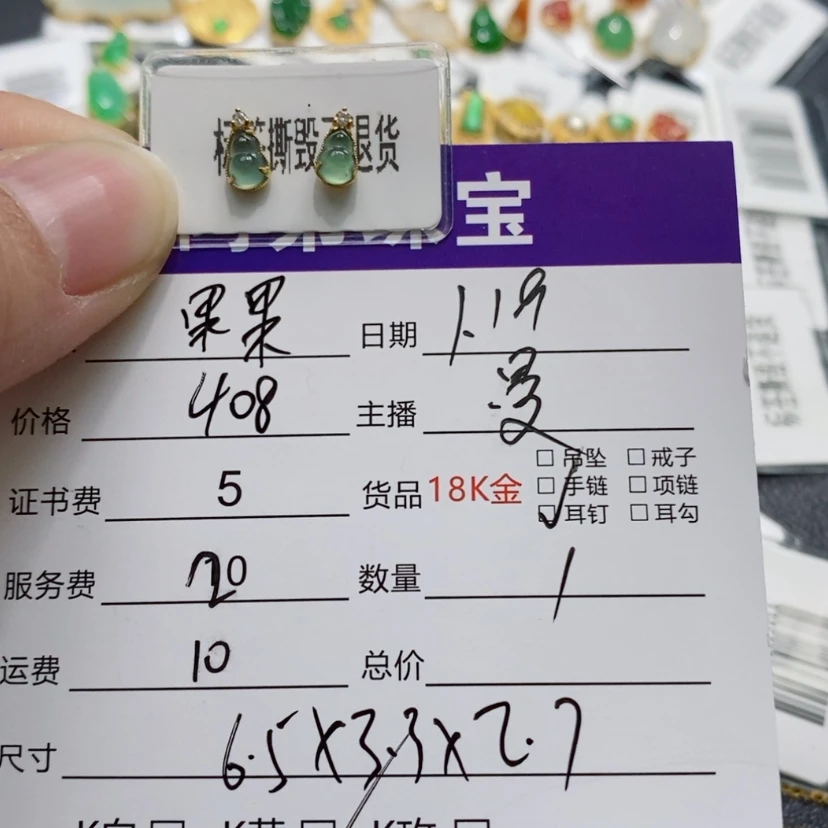 撕毁 退货
宝
果果 日期 1.19
价格 408 主播 曼
证书费 5 货品 18K金 □ 吊坠 □ 戒子
□ 手链 □ 项链
□ 耳钉 □ 耳勾
服务费 20 数量 1
运费 10 总价
尺寸 6.5X3.3X2.7